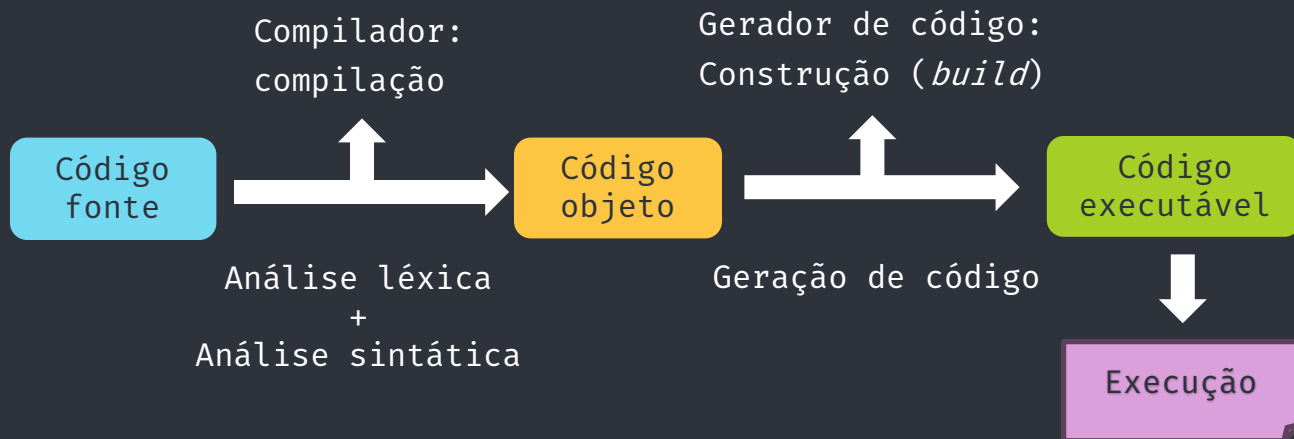 Compilador:
compilação
Gerador de código:
Construção (build)
Código
fonte
Código
objeto
Código
executável
Análise léxica
+
Análise sintática
Geração de código
Execução